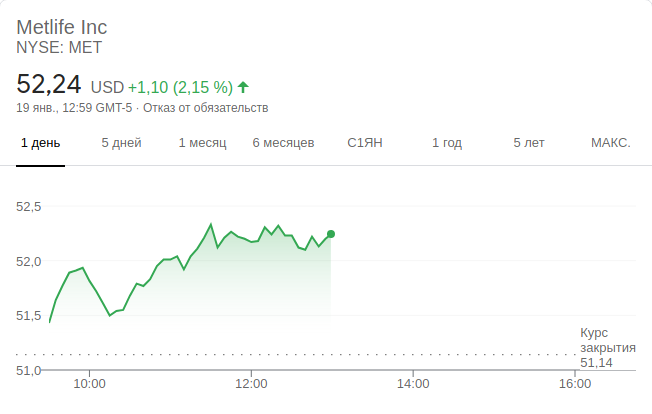 Metlife Inc
NYSE: MET
52,24 USD +1,10 (2,15 %)
19 янв., 12:59 GMT-5 · Отказ от обязательств
1 день 5 дней 1 месяц 6 месяцев С1ЯН 1 год 5 лет МАКС.
52,5
52,0
51,5
Курс
закрытия
51,14
51,0
10:00 12:00 14:00 16:00